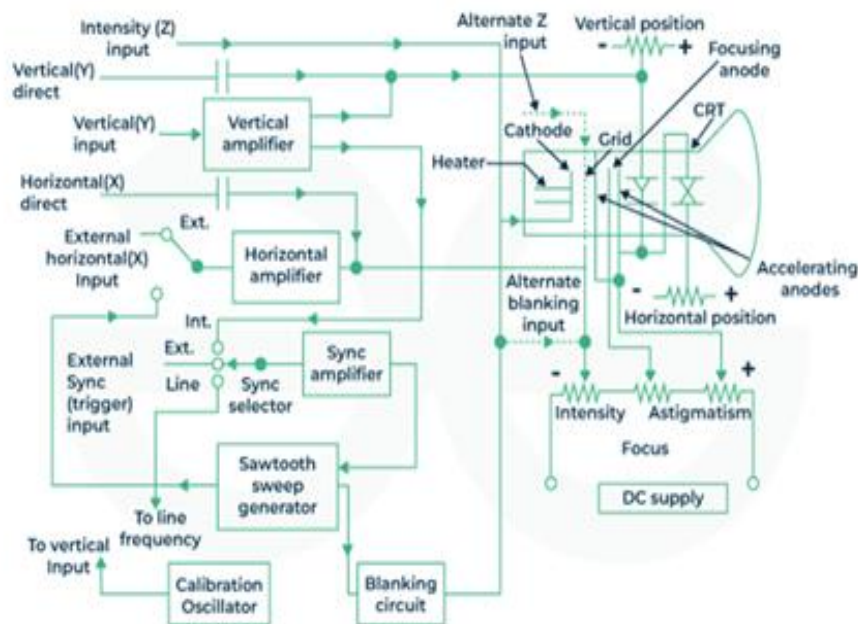 Intensity (Z)
input
Vertical(Y)
direct
Vertical(Y)
input
Vertical
amplifier
Horizontal(X)
direct
Ext.
External
horizontal(X)
Input
Horizontal
amplifier
Int.
Ext.
Line
External
Sync
(trigger)
input
Sync
selector
Sync
amplifier
Sawtooth
sweep
generator
To line
frequency
To vertical
Input
Calibration
Oscillator
Blanking
circuit
Alternate Z
input
Vertical position
- +
Focusing
anode
CRT
Cathode
Grid
Heater
Alternate
blanking
input
Accelerating
anodes
- +
Horizontal position
- +
Intensity
Astigmatism
Focus
DC supply